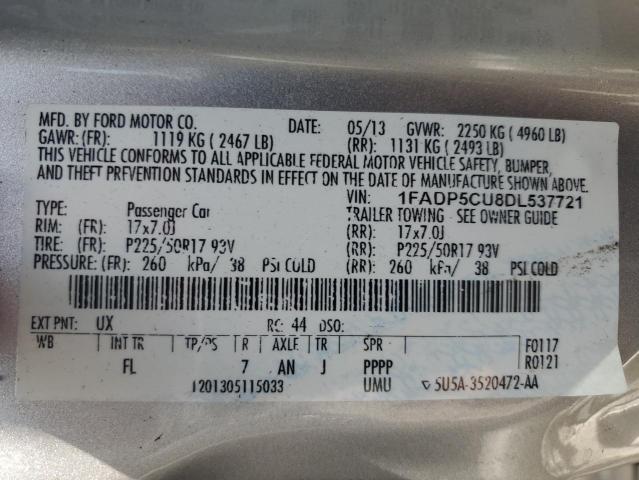 MFD. BY FORD MOTOR CO.
DATE: 05/13 GVWR: 2250 KG ( 4960 LB)
GAWR: (FR): 1119 KG ( 2467 LB) (RR): 1131 KG ( 2493 LB)
THIS VEHICLE CONFORMS TO ALL APPLICABLE FEDERAL MOTOR VEHICLE SAFETY, BUMPER,
AND THEFT PREVENTION STANDARDS IN EFFECT ON THE DATE OF MANUFACTURE SHOWN ABOVE.
VIN: 1FADP5CU8DL537721
TYPE: Passenger Car TRAILER TOWING - SEE OWNER GUIDE
RIM: (FR): 17x7.0J (RR): 17x7.0J
TIRE: (FR): P225/50R17 93V (RR): P225/50R17 93V
PRESSURE: (FR): 260 kPa/ 38 PSI COLD (RR): 260 kPa/ 38 PSI COLD
EXT PNT: UX RC: 44 DSO:
WB INT TR TP/PS R AXLE TR SPR F0117
FL 7 AN J PPPP R0121
1201305115033 UMU 5U5A-3520472-AA